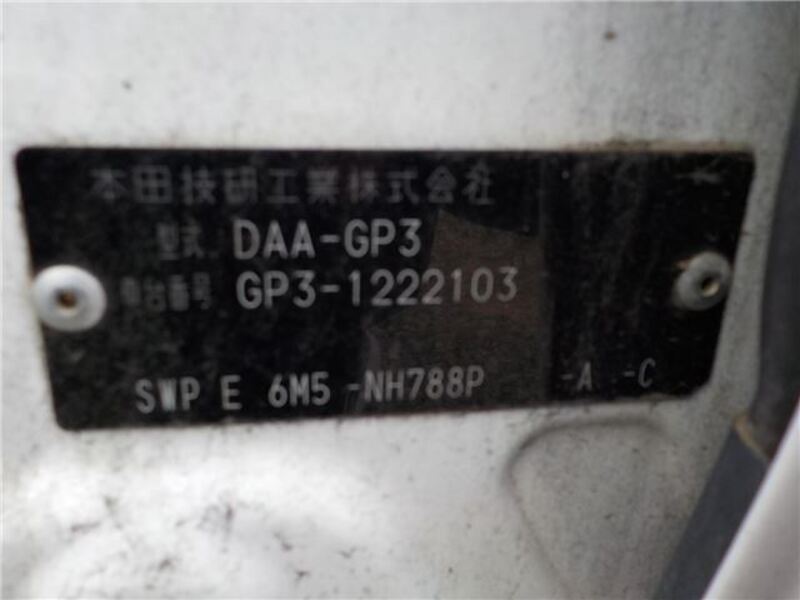 本田技研工業株式会社
型式 DAA-GP3
車台番号 GP3-1222103
SWP E 6M5 -NH788P -A -C